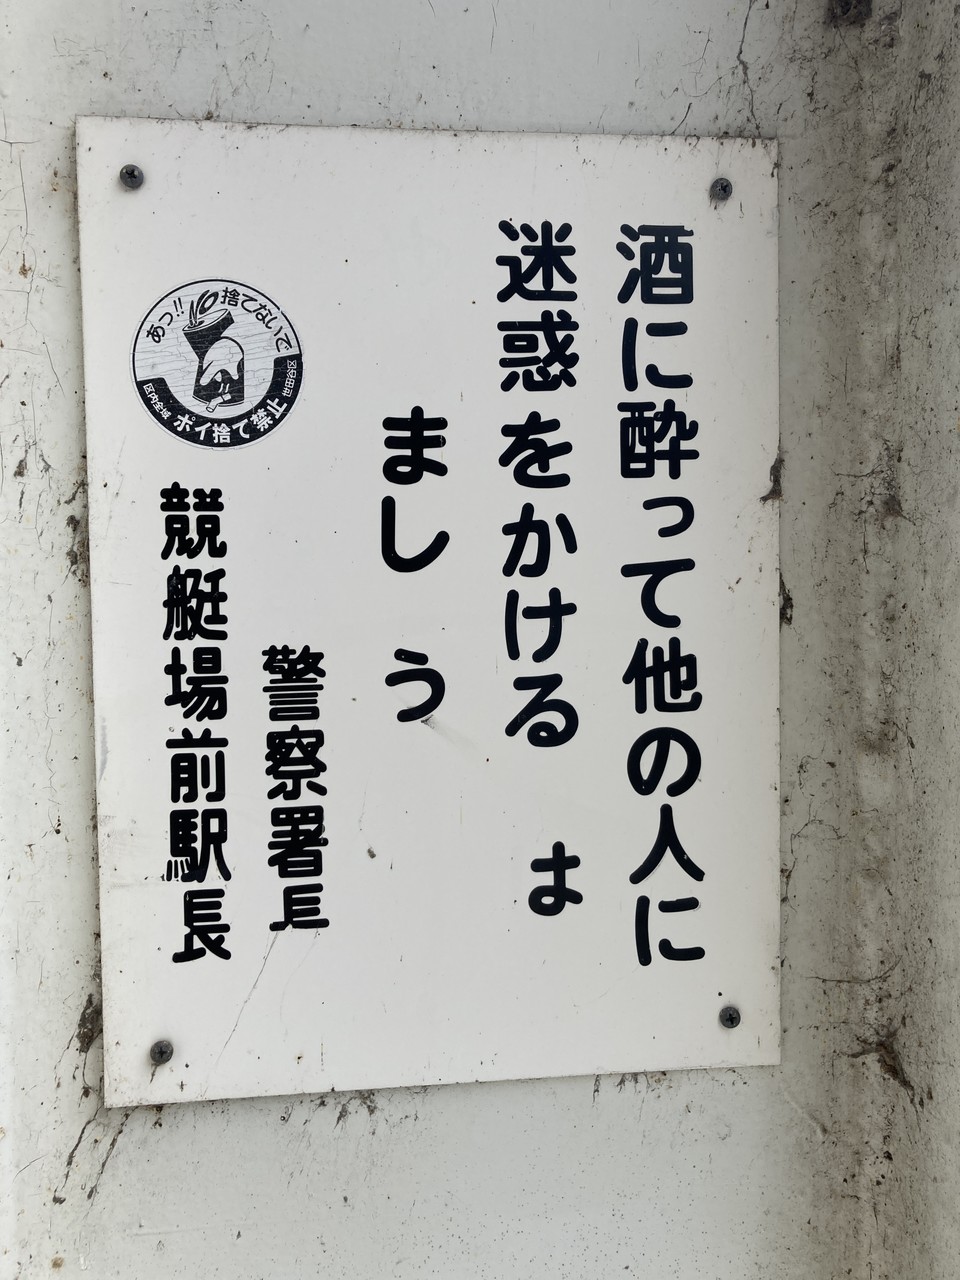 酒に酔って他の人に
迷惑をかける は
まし う
警察署長
競艇場前駅長
あっ!! 捨てないで
区内全域 ポイ捨て禁止 世田谷区